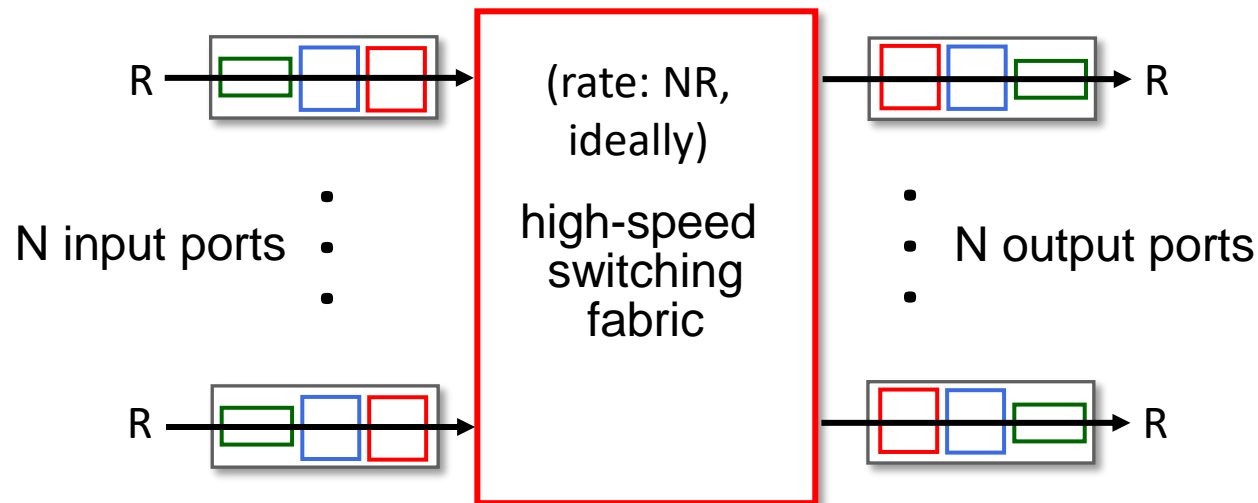 R
(rate: NR,
ideally)
R
N input ports
high-speed
switching
fabric
N output ports
R
R